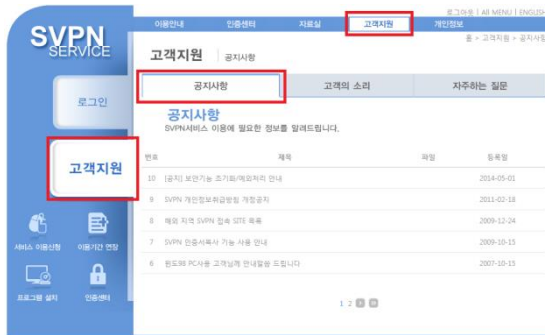 로그아웃 | All MENU | ENGLISH
이용안내 인증센터 자료실 고객지원 개인정보
홈 > 고객지원 > 공지사항
SVPN
SERVICE
고객지원 공지사항
공지사항 고객의 소리 자주하는 질문
로그인
공지사항
SVPN서비스 이용에 필요한 정보를 알려드립니다.
고객지원
번호 제목 파일 등록일
10 [공지] 보안기능 초기화/예외처리 안내 2014-05-01
9 SVPN 개인정보취급방침 개정공지 2011-02-18
8 해외 지역 SVPN 접속 SITE 목록 2009-12-24
7 SVPN 인증서복사 기능 사용 안내 2009-10-15
6 윈도98 PC사용 고객님께 안내말씀 드립니다 2007-10-15
서비스 이용신청 이용기간 연장
프로그램 설치 인증센터
1 2